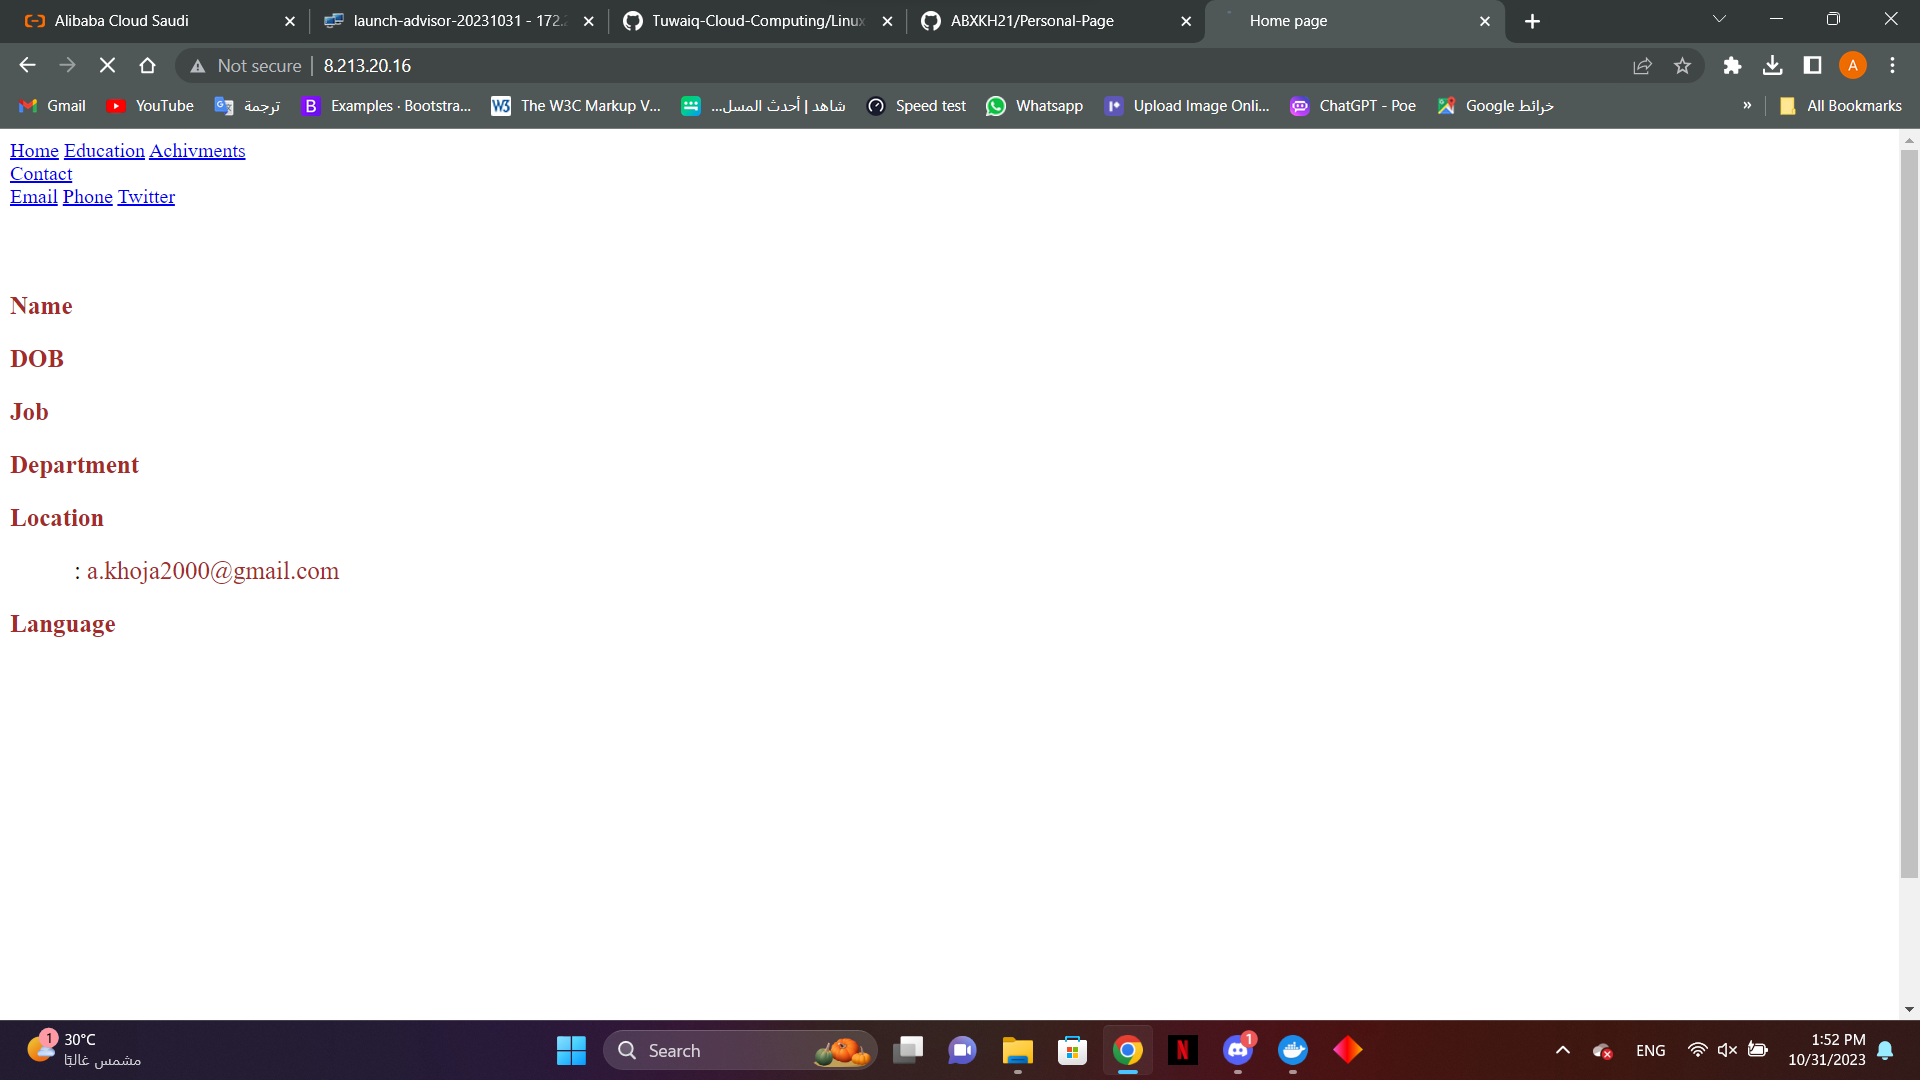 Alibaba Cloud Saudi
launch-advisor-20231031 - 172.2
Tuwaiq-Cloud-Computing/Linux
ABXKH21/Personal-Page
Home page
Not secure
8.213.20.16
A
Gmail
YouTube
ترجمة
B
Examples · Bootstra...
W3
The W3C Markup V...
شاهد | أحدث المسل...
Speed test
Whatsapp
Upload Image Onli...
ChatGPT - Poe
خرائط Google
»
All Bookmarks
Home Education Achivments
Contact
Email Phone Twitter
Name
DOB
Job
Department
Location
: a.khoja2000@gmail.com
Language
1
30°C
مشمس غالبًا
Search
N
1
ENG
1:52 PM
10/31/2023